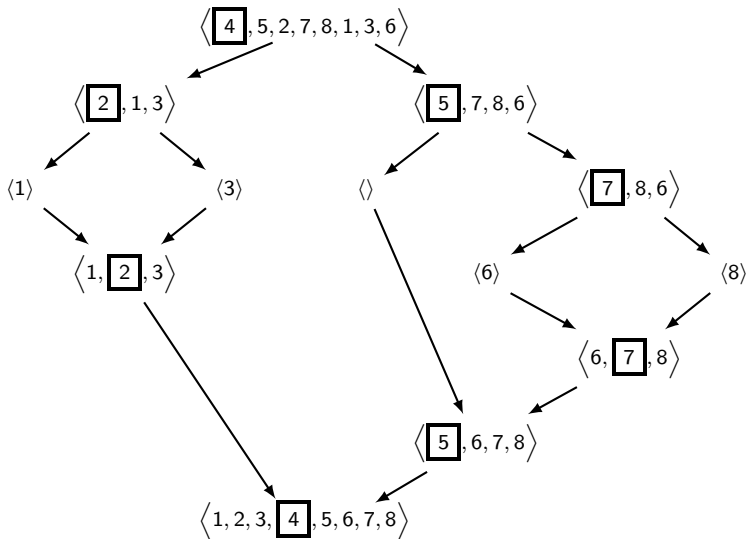 ⟨4, 5, 2, 7, 8, 1, 3, 6⟩
⟨2, 1, 3⟩
⟨5, 7, 8, 6⟩
⟨1⟩
⟨3⟩
⟨⟩
⟨7, 8, 6⟩
⟨1, 2, 3⟩
⟨6⟩
⟨8⟩
⟨6, 7, 8⟩
⟨5, 6, 7, 8⟩
⟨1, 2, 3, 4, 5, 6, 7, 8⟩